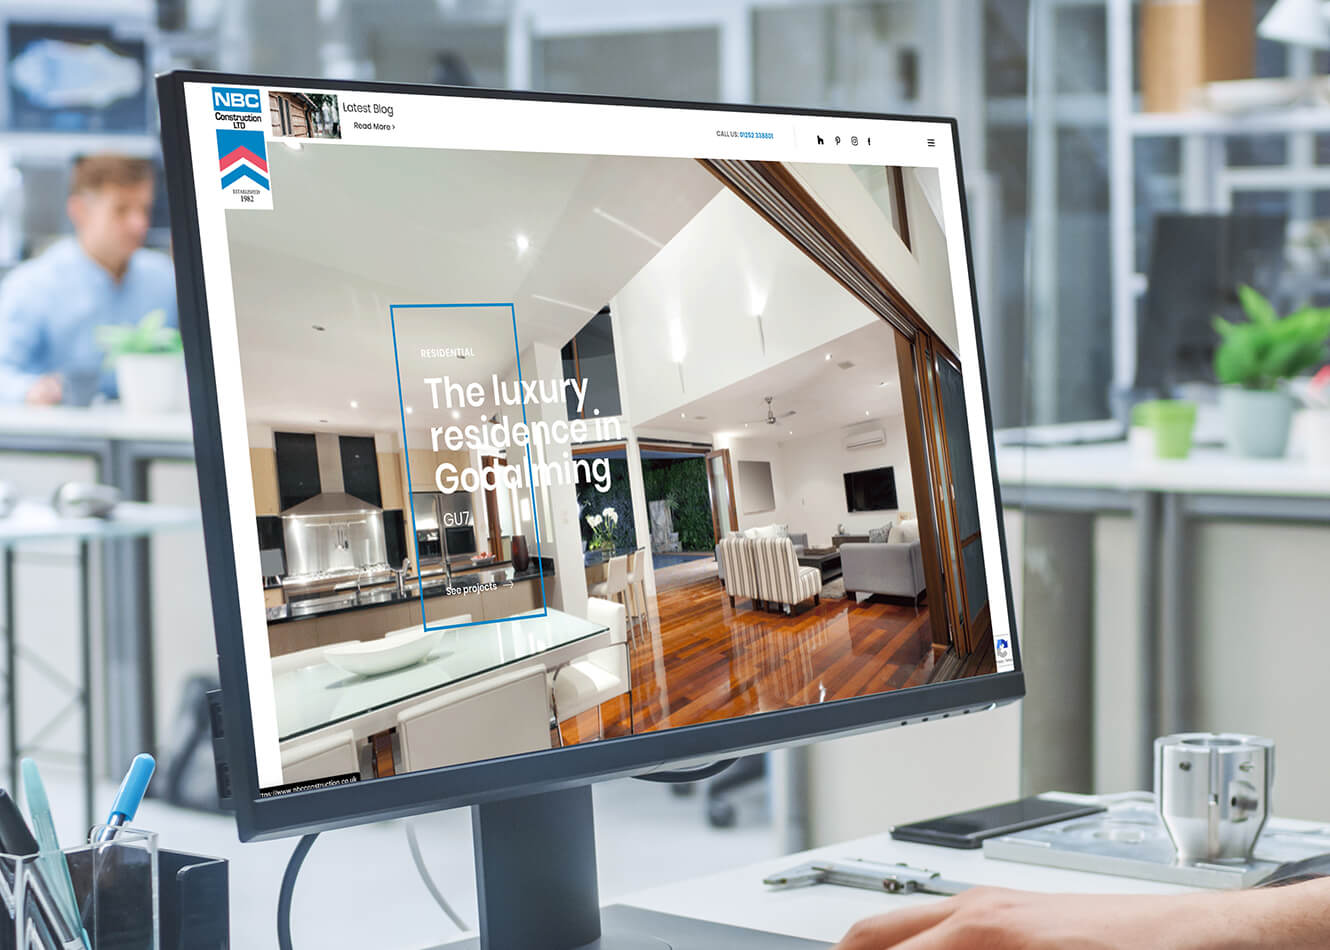 NBC
Construction
LTD
ESTABLISHED
1982
Latest Blog
Read More >
CALL US: 01252 338801
RESIDENTIAL
The luxury
residence in
Godalming
GU7
See projects
https://www.nbcconstruction.co.uk